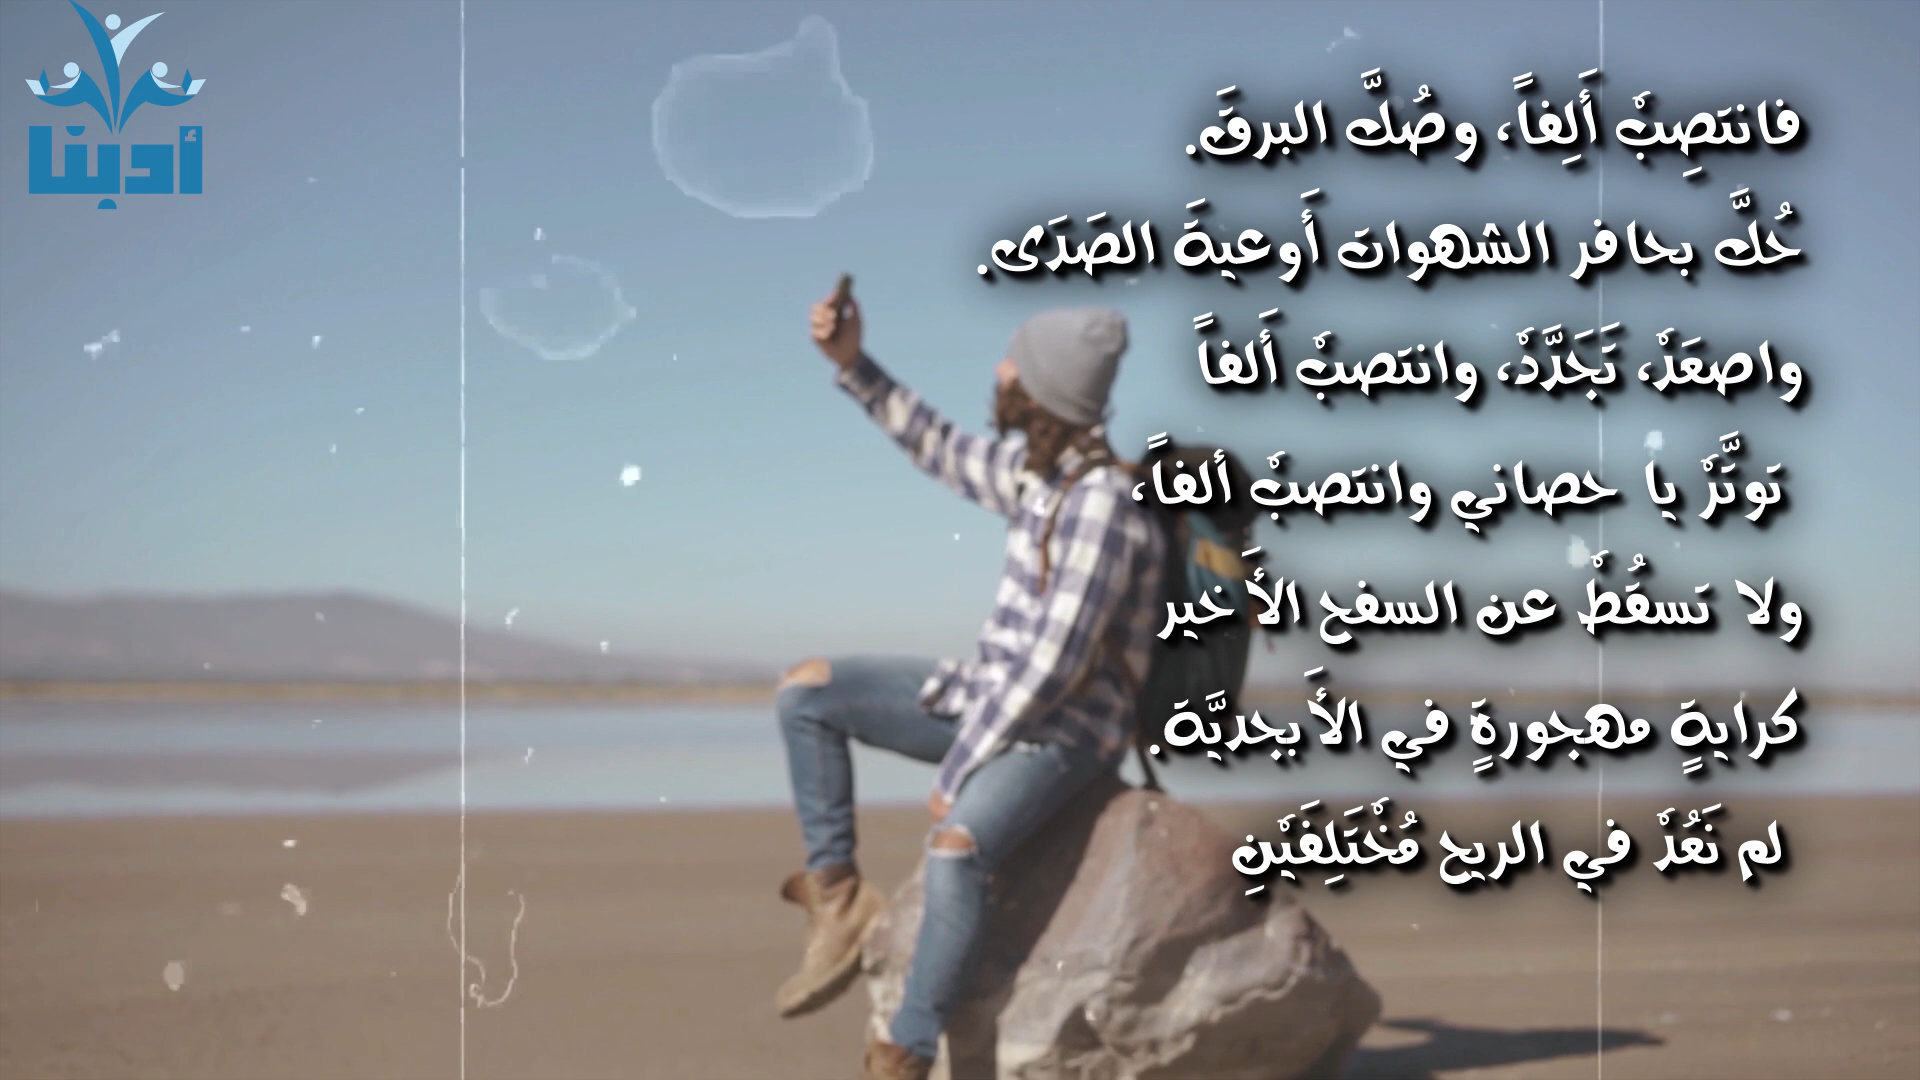 أدبنا
فانتَصِبْ أَلِفاً، وصُكَّ البرقَ.
حُكَّ بحافر الشهوات أَوعيةَ الصَدَى.
واصعَدْ، تَجَدَّدْ، وانتصبْ أَلفاً
توتَّرْ يا حصاني وانتصبْ ألفاً،
ولا تسقُطْ عن السفح الأَخير
كرايةٍ مهجورةٍ في الأَبجديَّة.
لم نَعُدْ في الريح مُخْتَلِفَيْنِ